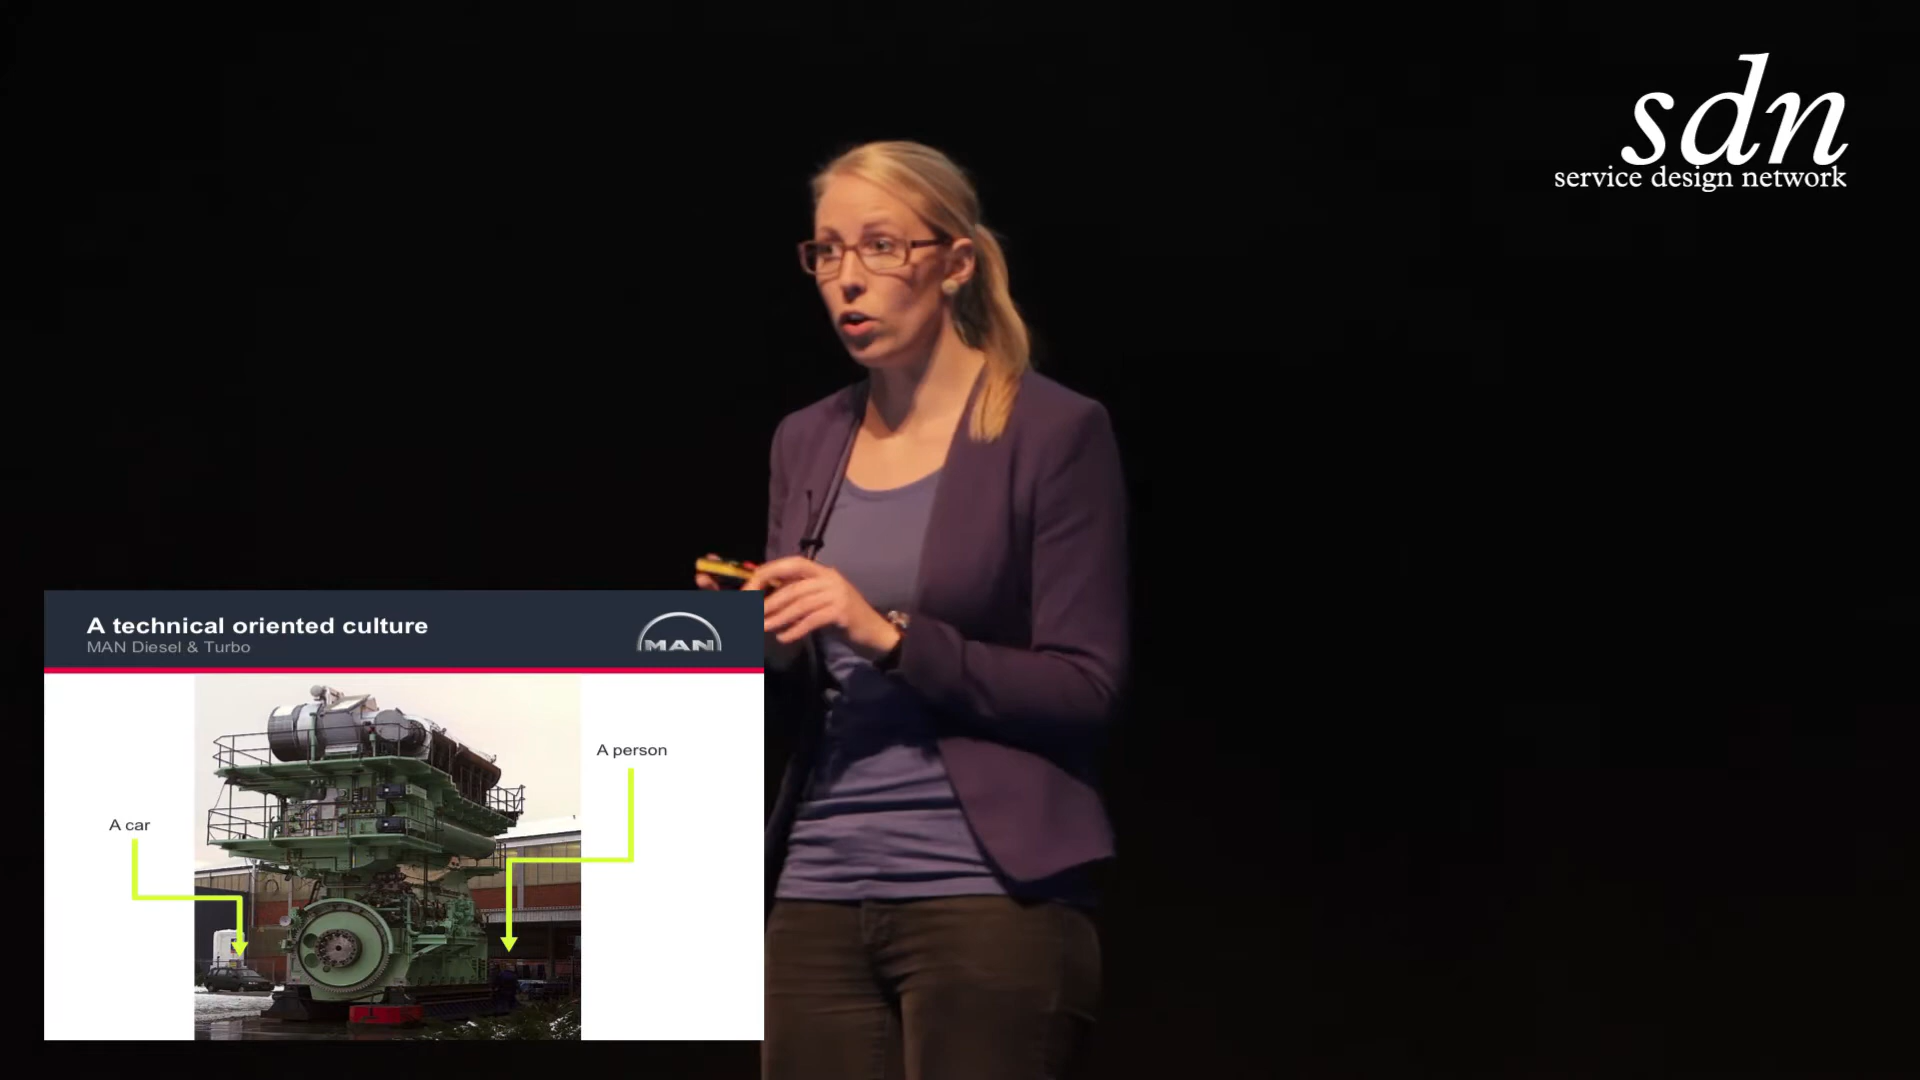 sdn
service design network
A technical oriented culture
MAN Diesel & Turbo
MAN
A person
A car